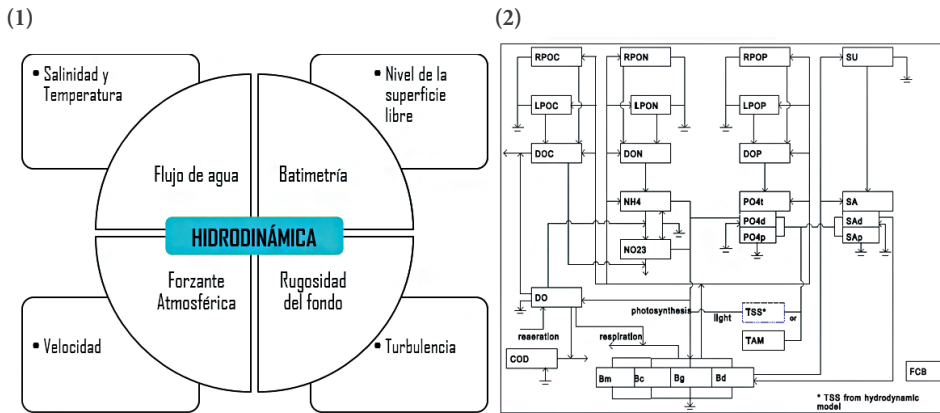 (1)
(2)
• Salinidad y
Temperatura
• Nivel de la
superficie
libre
Flujo de agua
Batimetría
HIDRODINÁMICA
Forzante
Atmosférica
Rugosidad
del fondo
• Velocidad
• Turbulencia
RPOC
RPON
RPOP
SU
LPOC
LPON
LPOP
DOC
DON
DOP
NH4
PO4t
SA
PO4d
SAd
PO4p
SAp
NO23
DO
photosynthesis
light
TSS*
or
reaeration
respiration
TAM
COD
FCB
Bm
Bc
Bg
Bd
* TSS from hydrodynamic
model